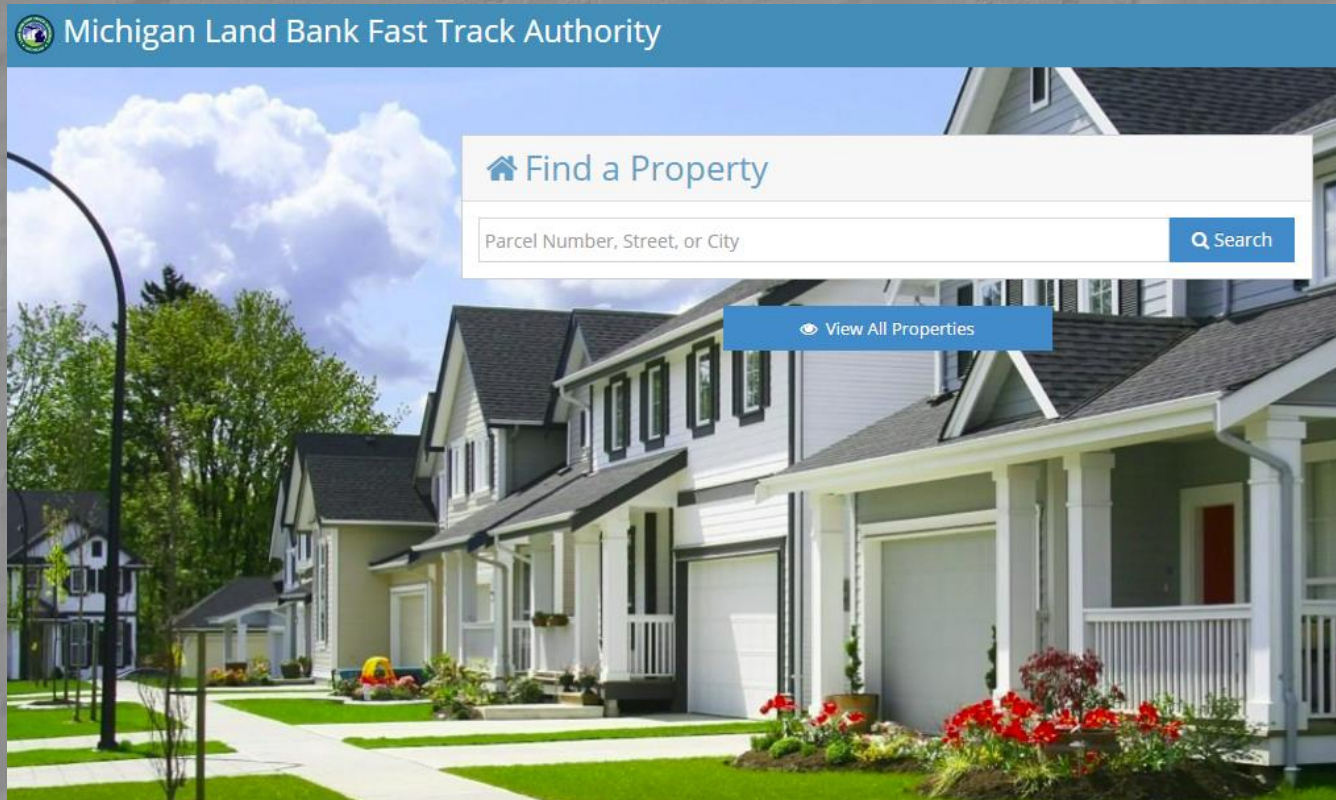 Michigan Land Bank Fast Track Authority
Find a Property
Parcel Number, Street, or City
Search
View All Properties